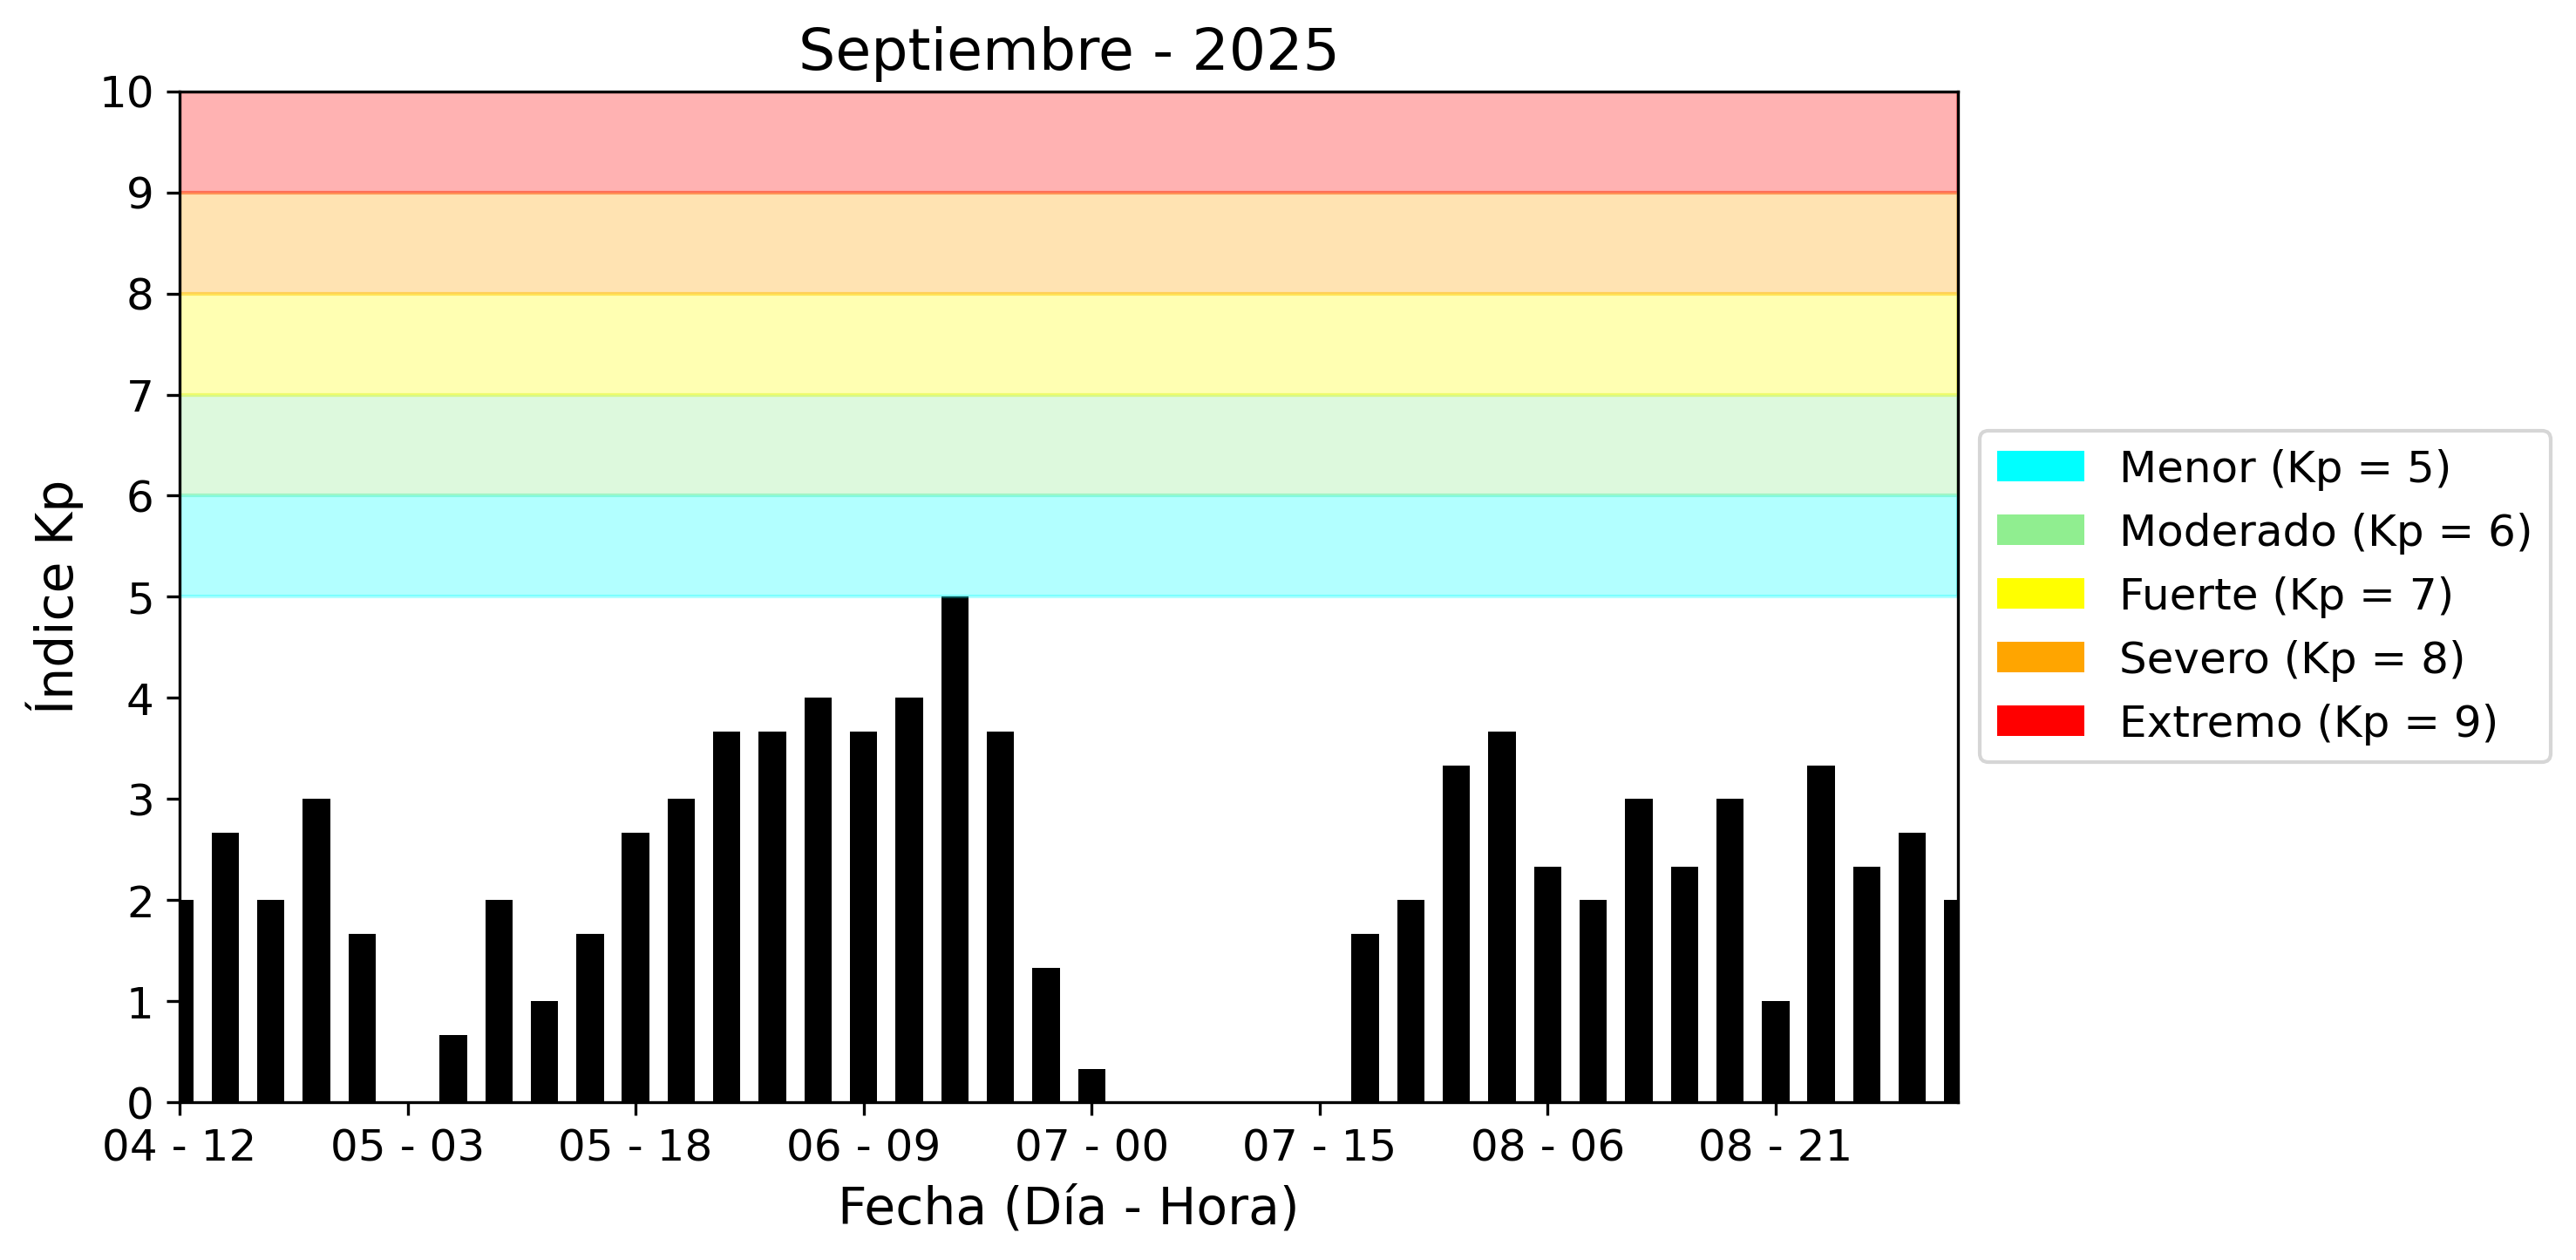 Septiembre - 2025
10
9
8
7
6
5
4
3
2
1
0
Índice Kp
04 - 12
05 - 03
05 - 18
06 - 09
07 - 00
07 - 15
08 - 06
08 - 21
Fecha (Día - Hora)
Menor (Kp = 5)
Moderado (Kp = 6)
Fuerte (Kp = 7)
Severo (Kp = 8)
Extremo (Kp = 9)